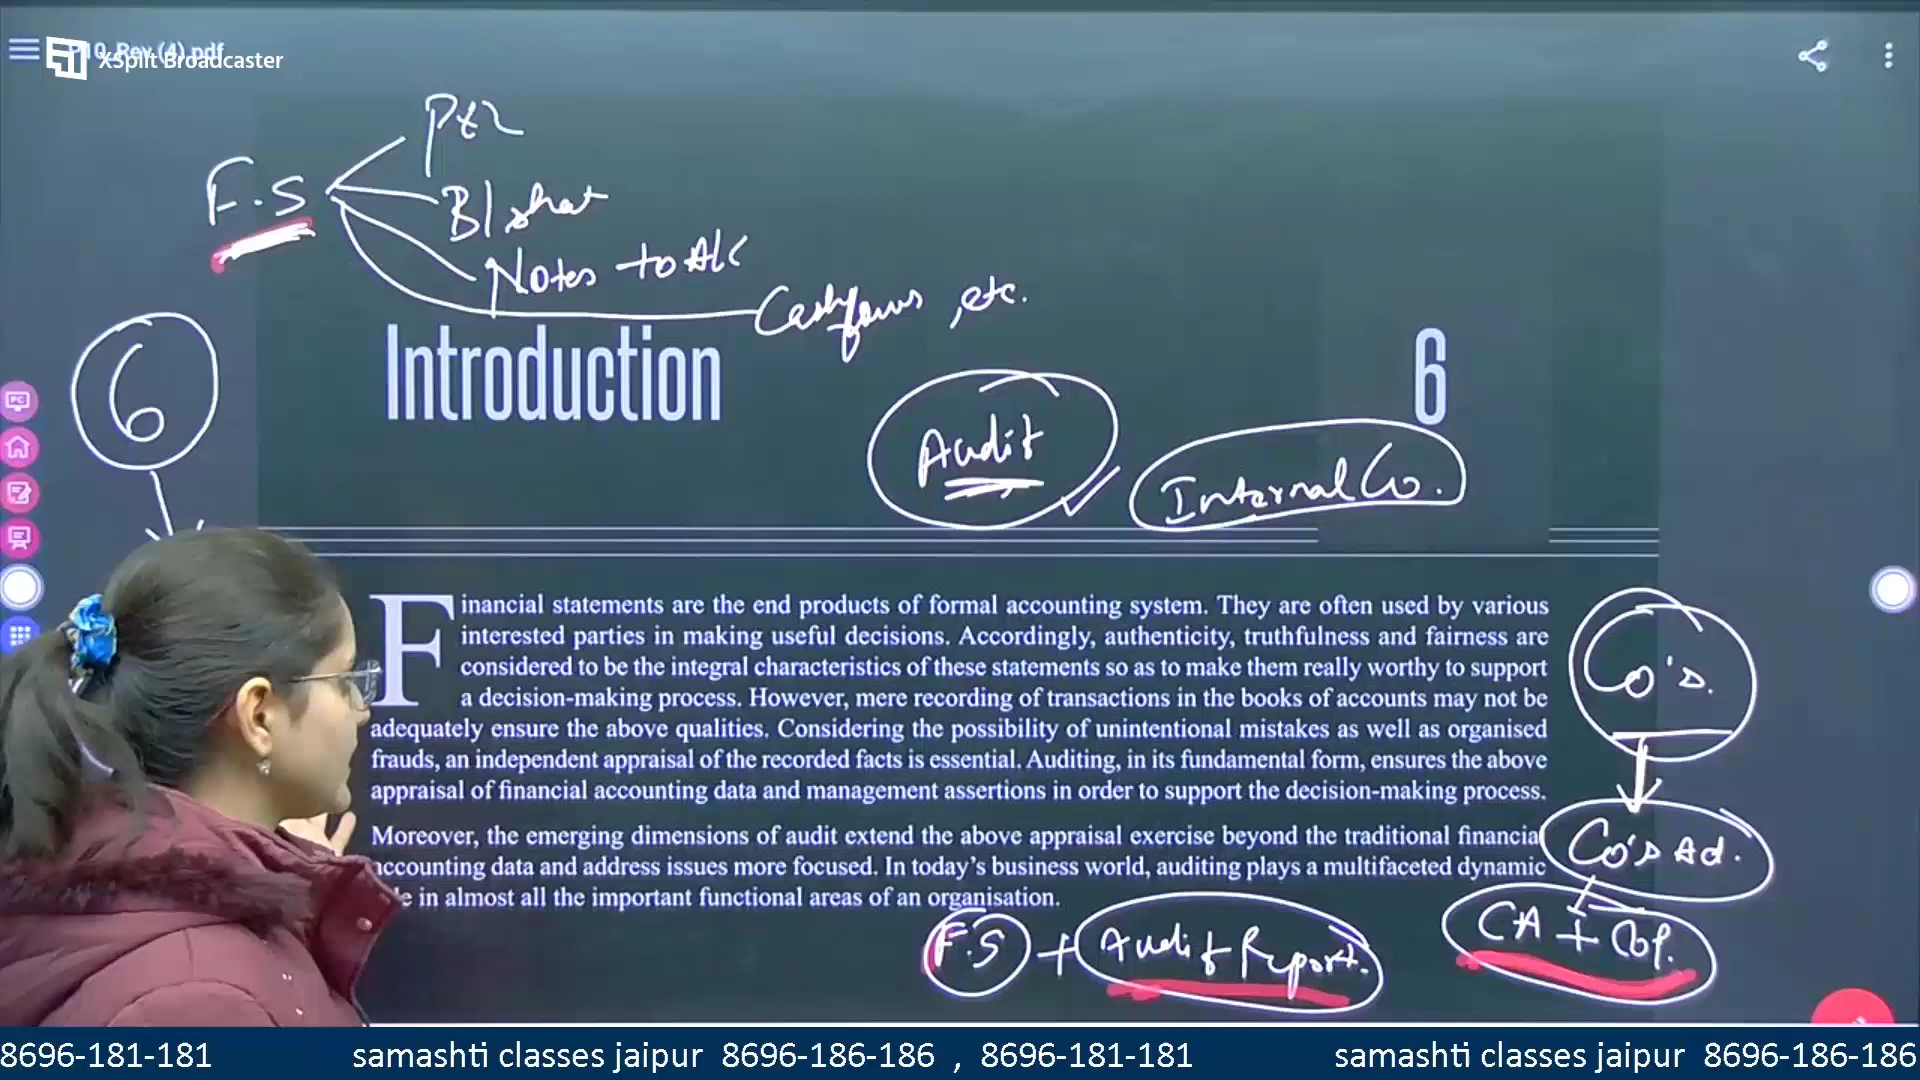 P10_Rev (4).pdf
XSplit Broadcaster
P&L
F.S
B/sheet
Notes to A/c
Cashflows, etc.
6
Introduction
6
Audit
Internal Co.
Financial statements are the end products of formal accounting system. They are often used by various
interested parties in making useful decisions. Accordingly, authenticity, truthfulness and fairness are
considered to be the integral characteristics of these statements so as to make them really worthy to support
a decision-making process. However, mere recording of transactions in the books of accounts may not be
adequately ensure the above qualities. Considering the possibility of unintentional mistakes as well as organised
frauds, an independent appraisal of the recorded facts is essential. Auditing, in its fundamental form, ensures the above
appraisal of financial accounting data and management assertions in order to support the decision-making process.
Co's.
Co's Ad.
Moreover, the emerging dimensions of audit extend the above appraisal exercise beyond the traditional financial
accounting data and address issues more focused. In today's business world, auditing plays a multifaceted dynamic
in almost all the important functional areas of an organisation.
F.S + Audit Report.
CA + CoP.
8696-181-181 samashti classes jaipur 8696-186-186 , 8696-181-181 samashti classes jaipur 8696-186-186